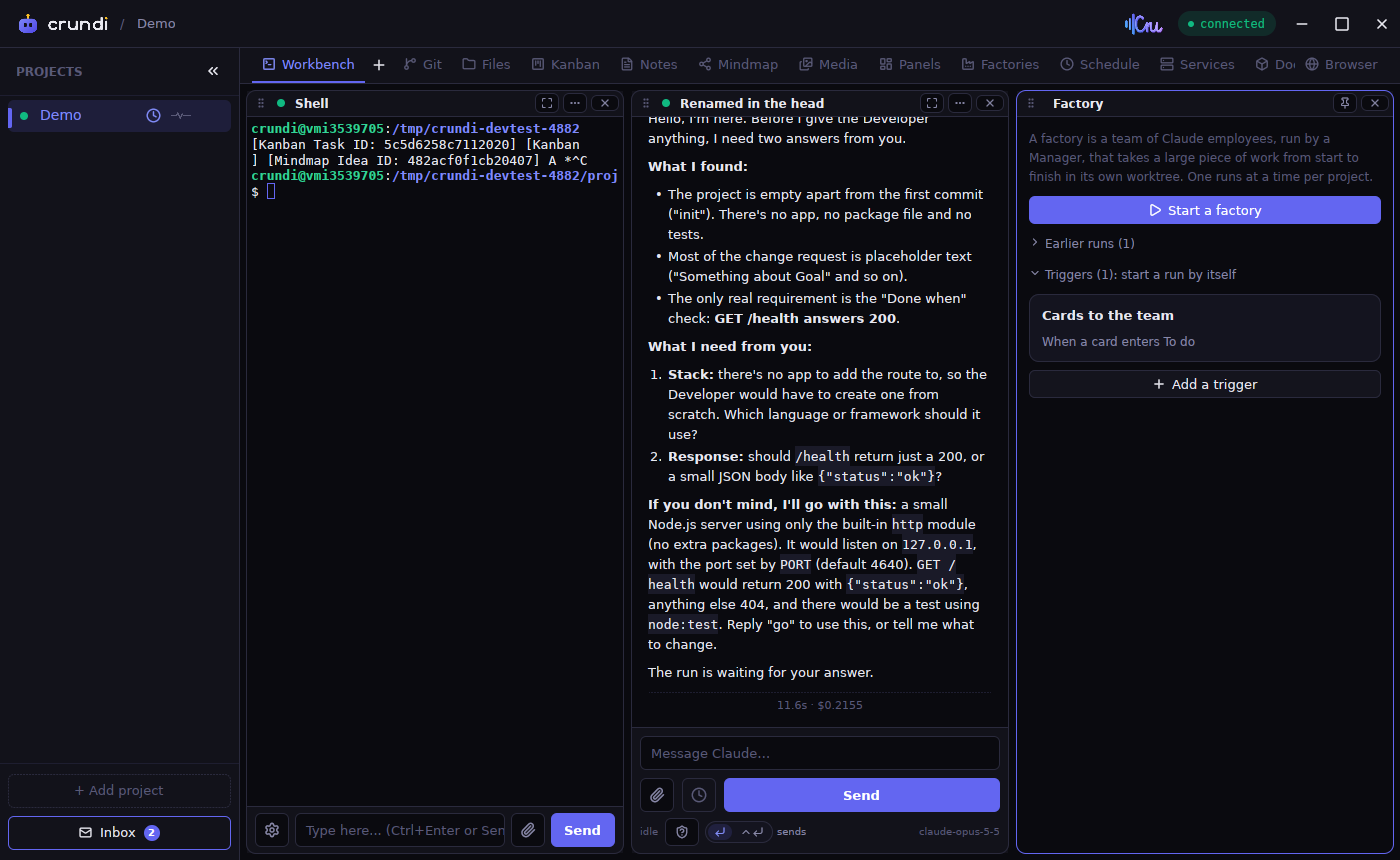 crundi / Demo
Cru
connected
PROJECTS
Demo
+ Add project
Inbox 2
Workbench
Git
Files
Kanban
Notes
Mindmap
Media
Panels
Factories
Schedule
Services
Do
Browser
Shell
crundi@vmi3539705:/tmp/crundi-devtest-4882
[Kanban Task ID: 5c5d6258c7112020] [Kanban
] [Mindmap Idea ID: 482acf0f1cb20407] A *^C
crundi@vmi3539705:/tmp/crundi-devtest-4882/proj
$
Type here... (Ctrl+Enter or Sen
Send
Renamed in the head
Hello, I'm here. Before I give the Developer
anything, I need two answers from you.
What I found:
• The project is empty apart from the first commit
("init"). There's no app, no package file and no
tests.
• Most of the change request is placeholder text
("Something about Goal" and so on).
• The only real requirement is the "Done when"
check: GET /health answers 200.
What I need from you:
1. Stack: there's no app to add the route to, so the
Developer would have to create one from
scratch. Which language or framework should it
use?
2. Response: should /health return just a 200, or
a small JSON body like {"status":"ok"}?
If you don't mind, I'll go with this: a small
Node.js server using only the built-in http module
(no extra packages). It would listen on 127.0.0.1,
with the port set by PORT (default 4640). GET /
health would return 200 with {"status":"ok"},
anything else 404, and there would be a test using
node:test. Reply "go" to use this, or tell me what
to change.
The run is waiting for your answer.
11.6s · $0.2155
Message Claude...
Send
idle
sends
claude-opus-5-5
Factory
A factory is a team of Claude employees, run by a
Manager, that takes a large piece of work from start to
finish in its own worktree. One runs at a time per project.
Start a factory
Earlier runs (1)
Triggers (1): start a run by itself
Cards to the team
When a card enters To do
+ Add a trigger